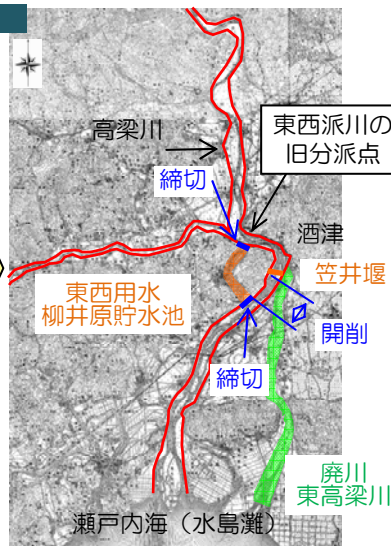 高梁川
東西派川の
旧分派点
締切
酒津
笠井堰
東西用水
柳井原貯水池
開削
締切
廃川
東高梁川
瀬戸内海（水島灘）